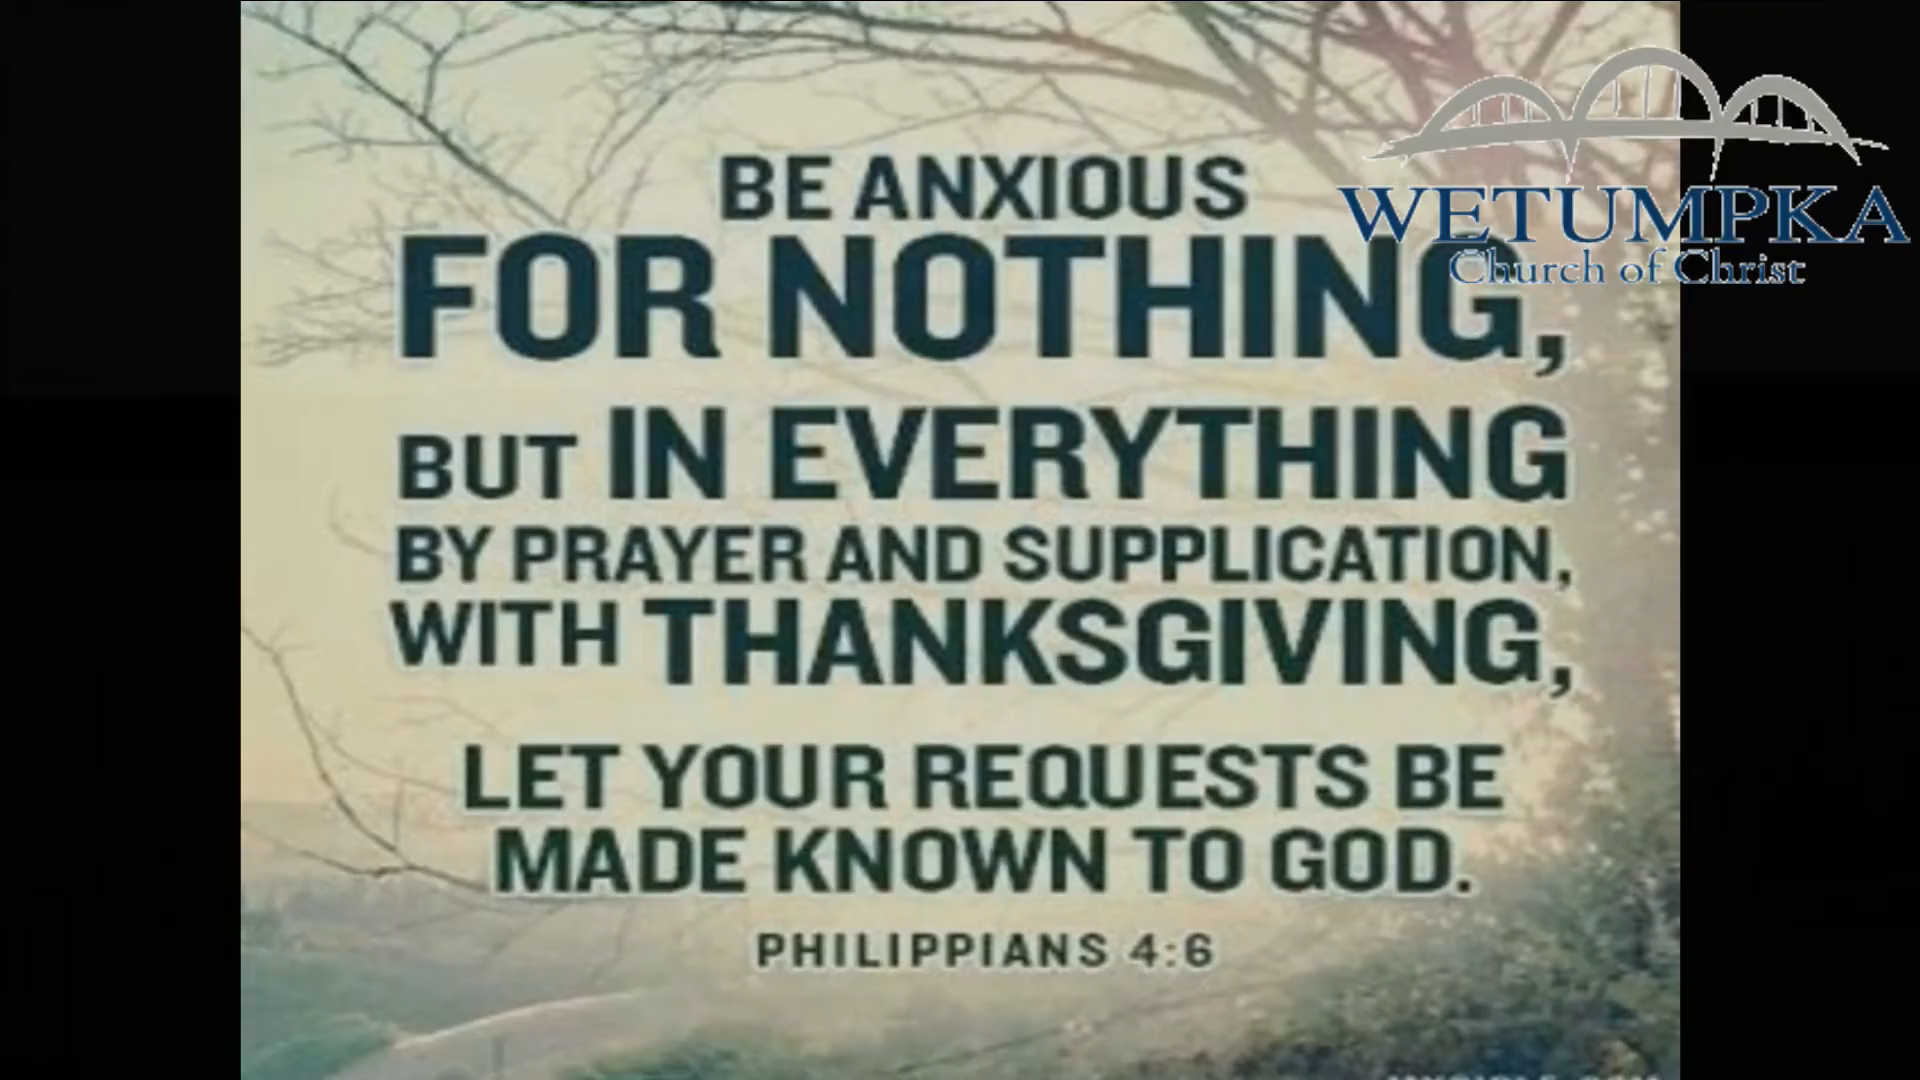 BE ANXIOUS
FOR NOTHING,
BUT IN EVERYTHING
BY PRAYER AND SUPPLICATION,
WITH THANKSGIVING,
LET YOUR REQUESTS BE
MADE KNOWN TO GOD.
PHILIPPIANS 4:6
WETUMPKA
Church of Christ